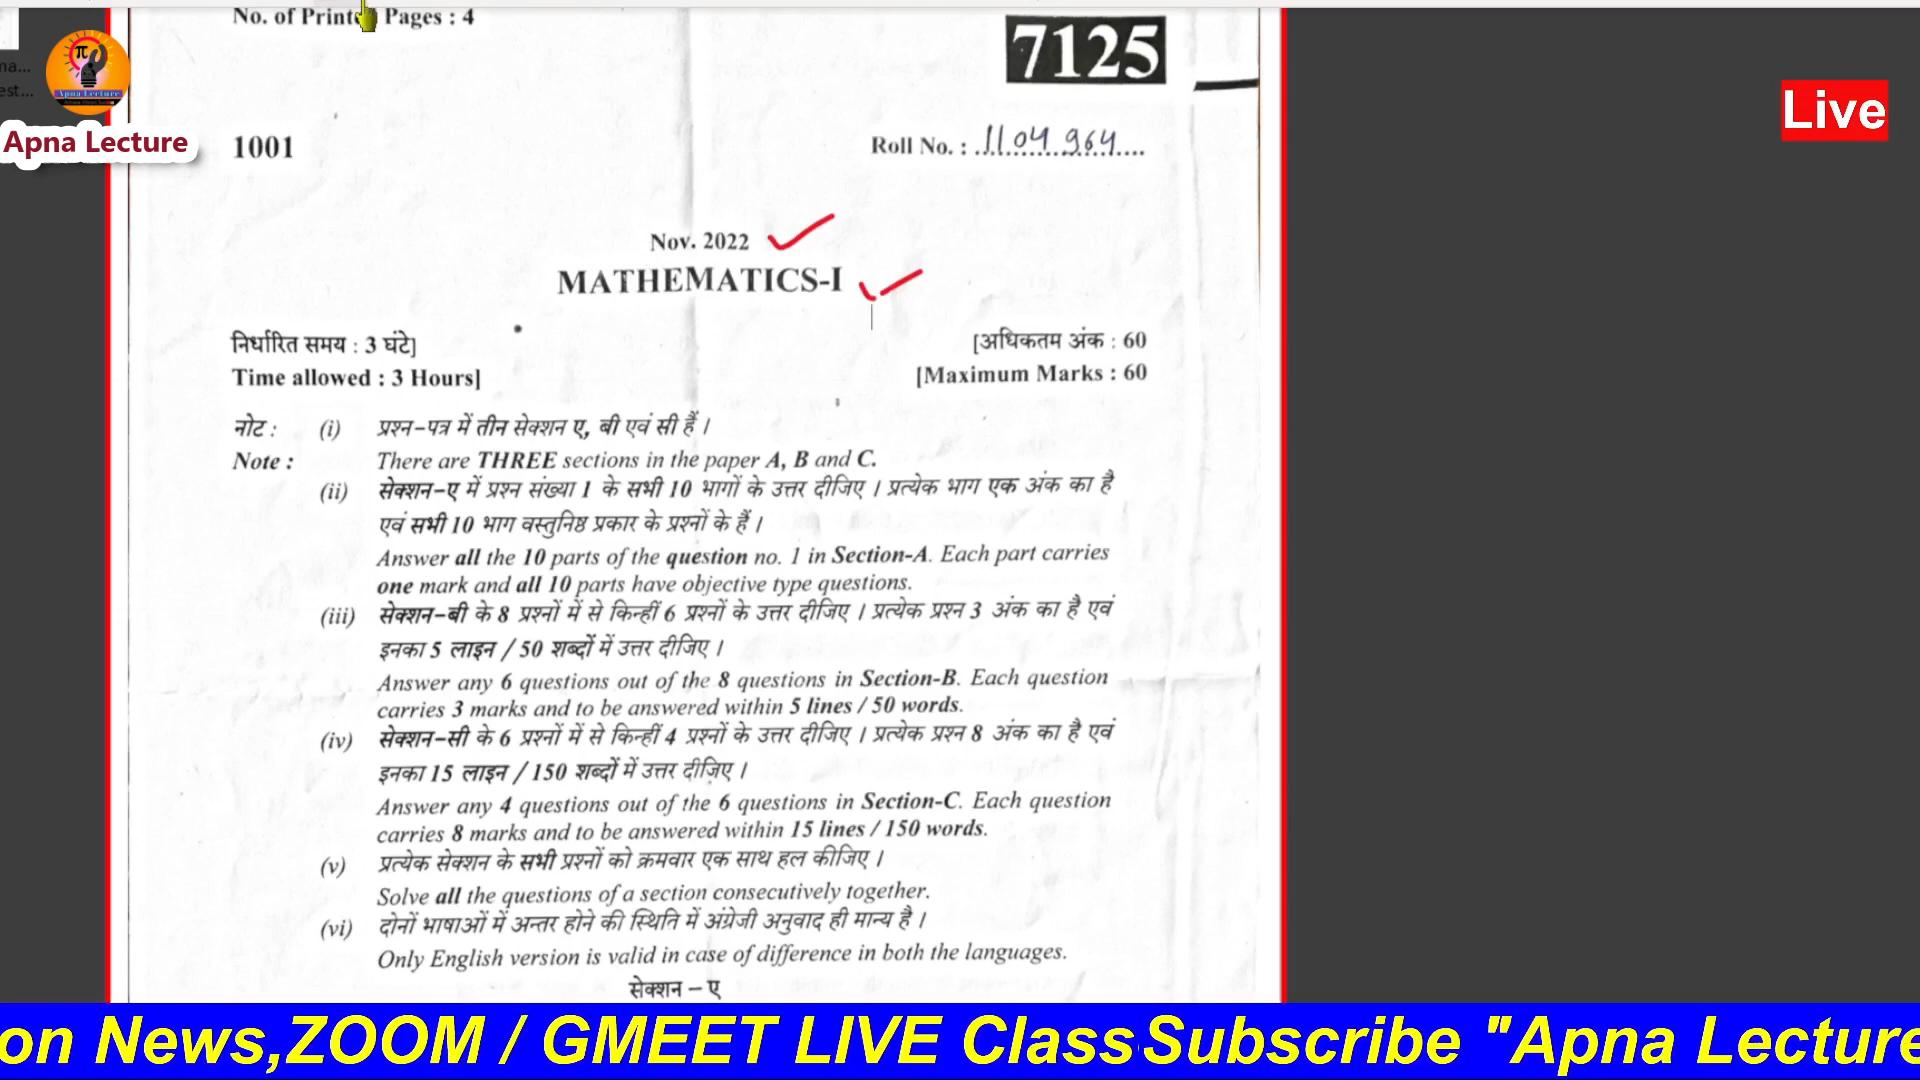 No. of Printed Pages : 4
7125
Apna Lecture
Apna Lecture
Live
1001
Roll No. : 1104964
Nov. 2022
MATHEMATICS-I
निर्धारित समय : 3 घंटे]
[अधिकतम अंक : 60
Time allowed : 3 Hours]
[Maximum Marks : 60
नोट : (i) प्रश्न-पत्र में तीन सेक्शन ए, बी एवं सी हैं ।
Note : There are THREE sections in the paper A, B and C.
(ii) सेक्शन-ए में प्रश्न संख्या 1 के सभी 10 भागों के उत्तर दीजिए । प्रत्येक भाग एक अंक का है
एवं सभी 10 भाग वस्तुनिष्ठ प्रकार के प्रश्नों के हैं ।
Answer all the 10 parts of the question no. 1 in Section-A. Each part carries
one mark and all 10 parts have objective type questions.
(iii) सेक्शन-बी के 8 प्रश्नों में से किन्हीं 6 प्रश्नों के उत्तर दीजिए । प्रत्येक प्रश्न 3 अंक का है एवं
इनका 5 लाइन / 50 शब्दों में उत्तर दीजिए ।
Answer any 6 questions out of the 8 questions in Section-B. Each question
carries 3 marks and to be answered within 5 lines / 50 words.
(iv) सेक्शन-सी के 6 प्रश्नों में से किन्हीं 4 प्रश्नों के उत्तर दीजिए । प्रत्येक प्रश्न 8 अंक का है एवं
इनका 15 लाइन / 150 शब्दों में उत्तर दीजिए ।
Answer any 4 questions out of the 6 questions in Section-C. Each question
carries 8 marks and to be answered within 15 lines / 150 words.
(v) प्रत्येक सेक्शन के सभी प्रश्नों को क्रमवार एक साथ हल कीजिए ।
Solve all the questions of a section consecutively together.
(vi) दोनों भाषाओं में अन्तर होने की स्थिति में अंग्रेजी अनुवाद ही मान्य है ।
Only English version is valid in case of difference in both the languages.
सेक्शन – ए
on News,ZOOM / GMEET LIVE Class Subscribe "Apna Lecture